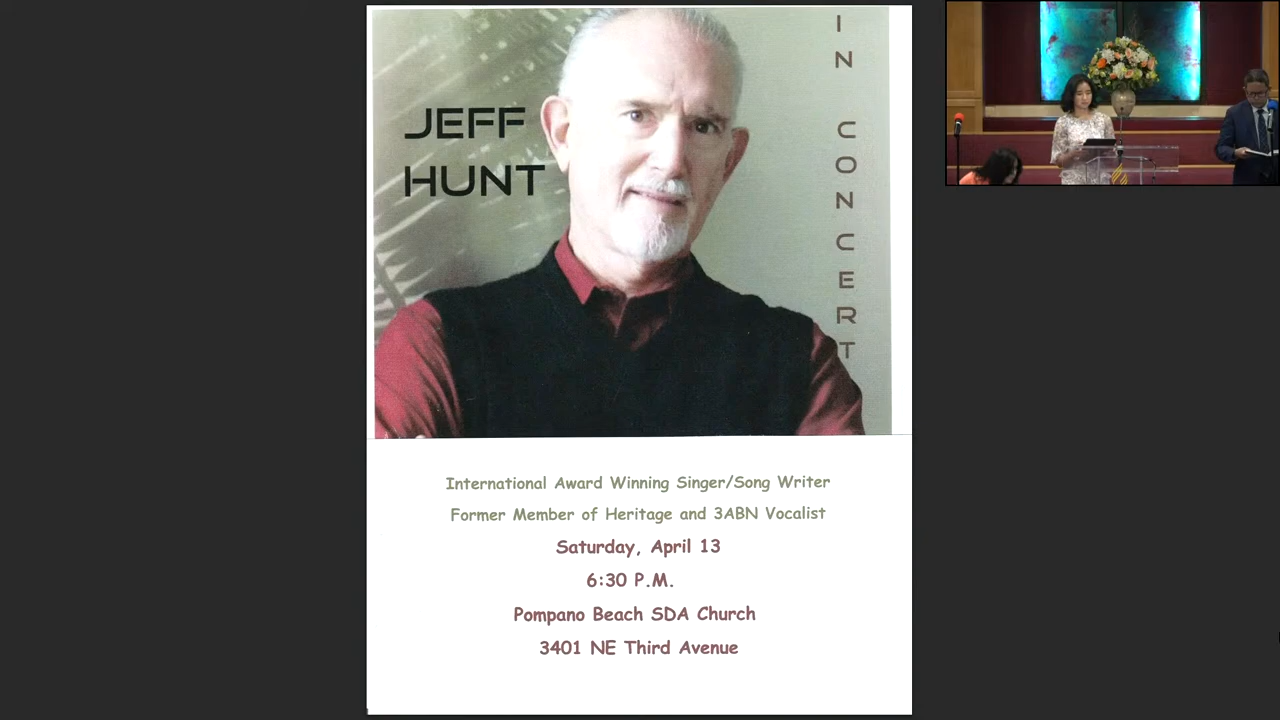 JEFF
HUNT
IN CONCERT
International Award Winning Singer/Song Writer
Former Member of Heritage and 3ABN Vocalist
Saturday, April 13
6:30 P.M.
Pompano Beach SDA Church
3401 NE Third Avenue